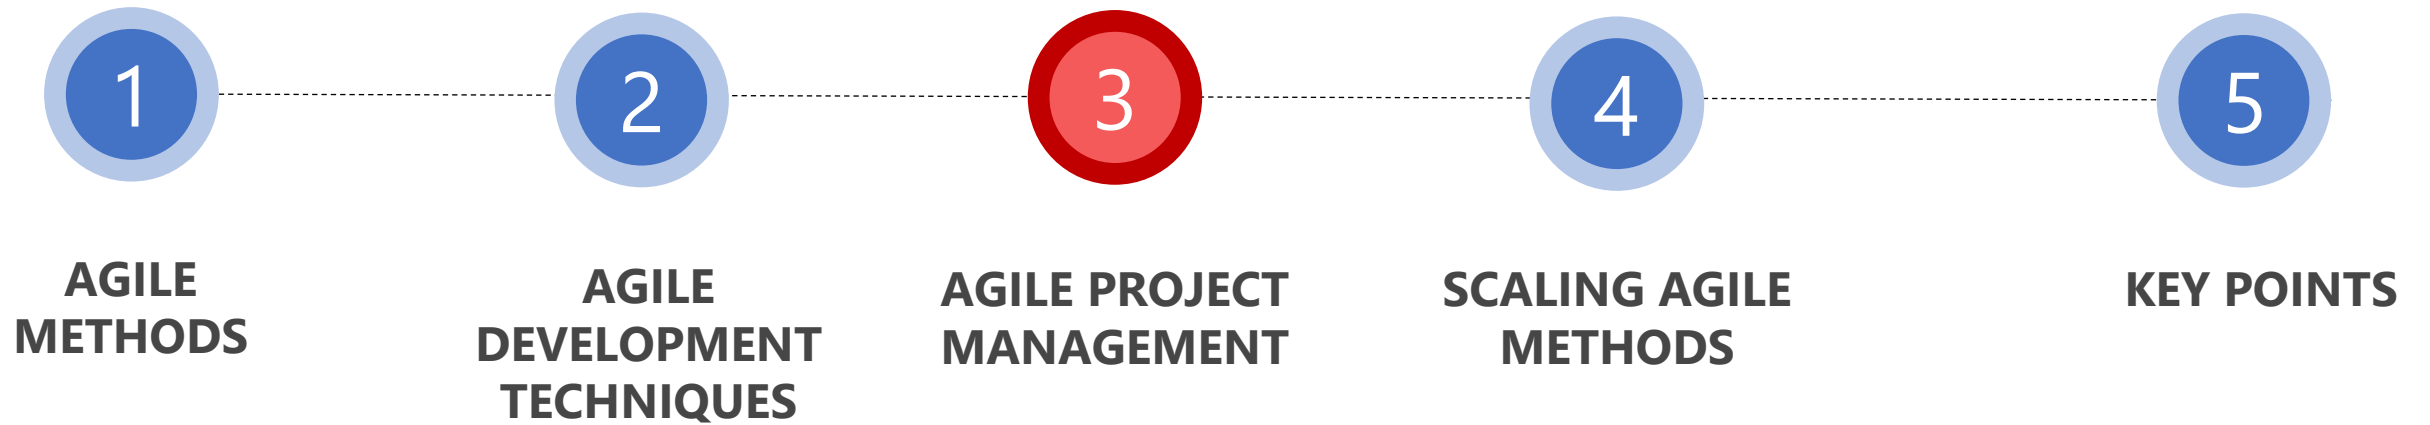 1
2
3
4
5
AGILE
METHODS
AGILE
DEVELOPMENT
TECHNIQUES
AGILE PROJECT
MANAGEMENT
SCALING AGILE
METHODS
KEY POINTS